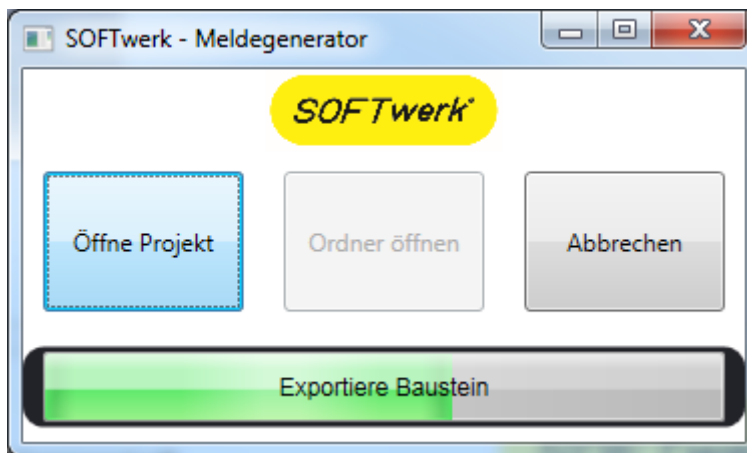 SOFTwerk - Meldegenerator
SOFTwerk
Öffne Projekt
Ordner öffnen
Abbrechen
Exportiere Baustein